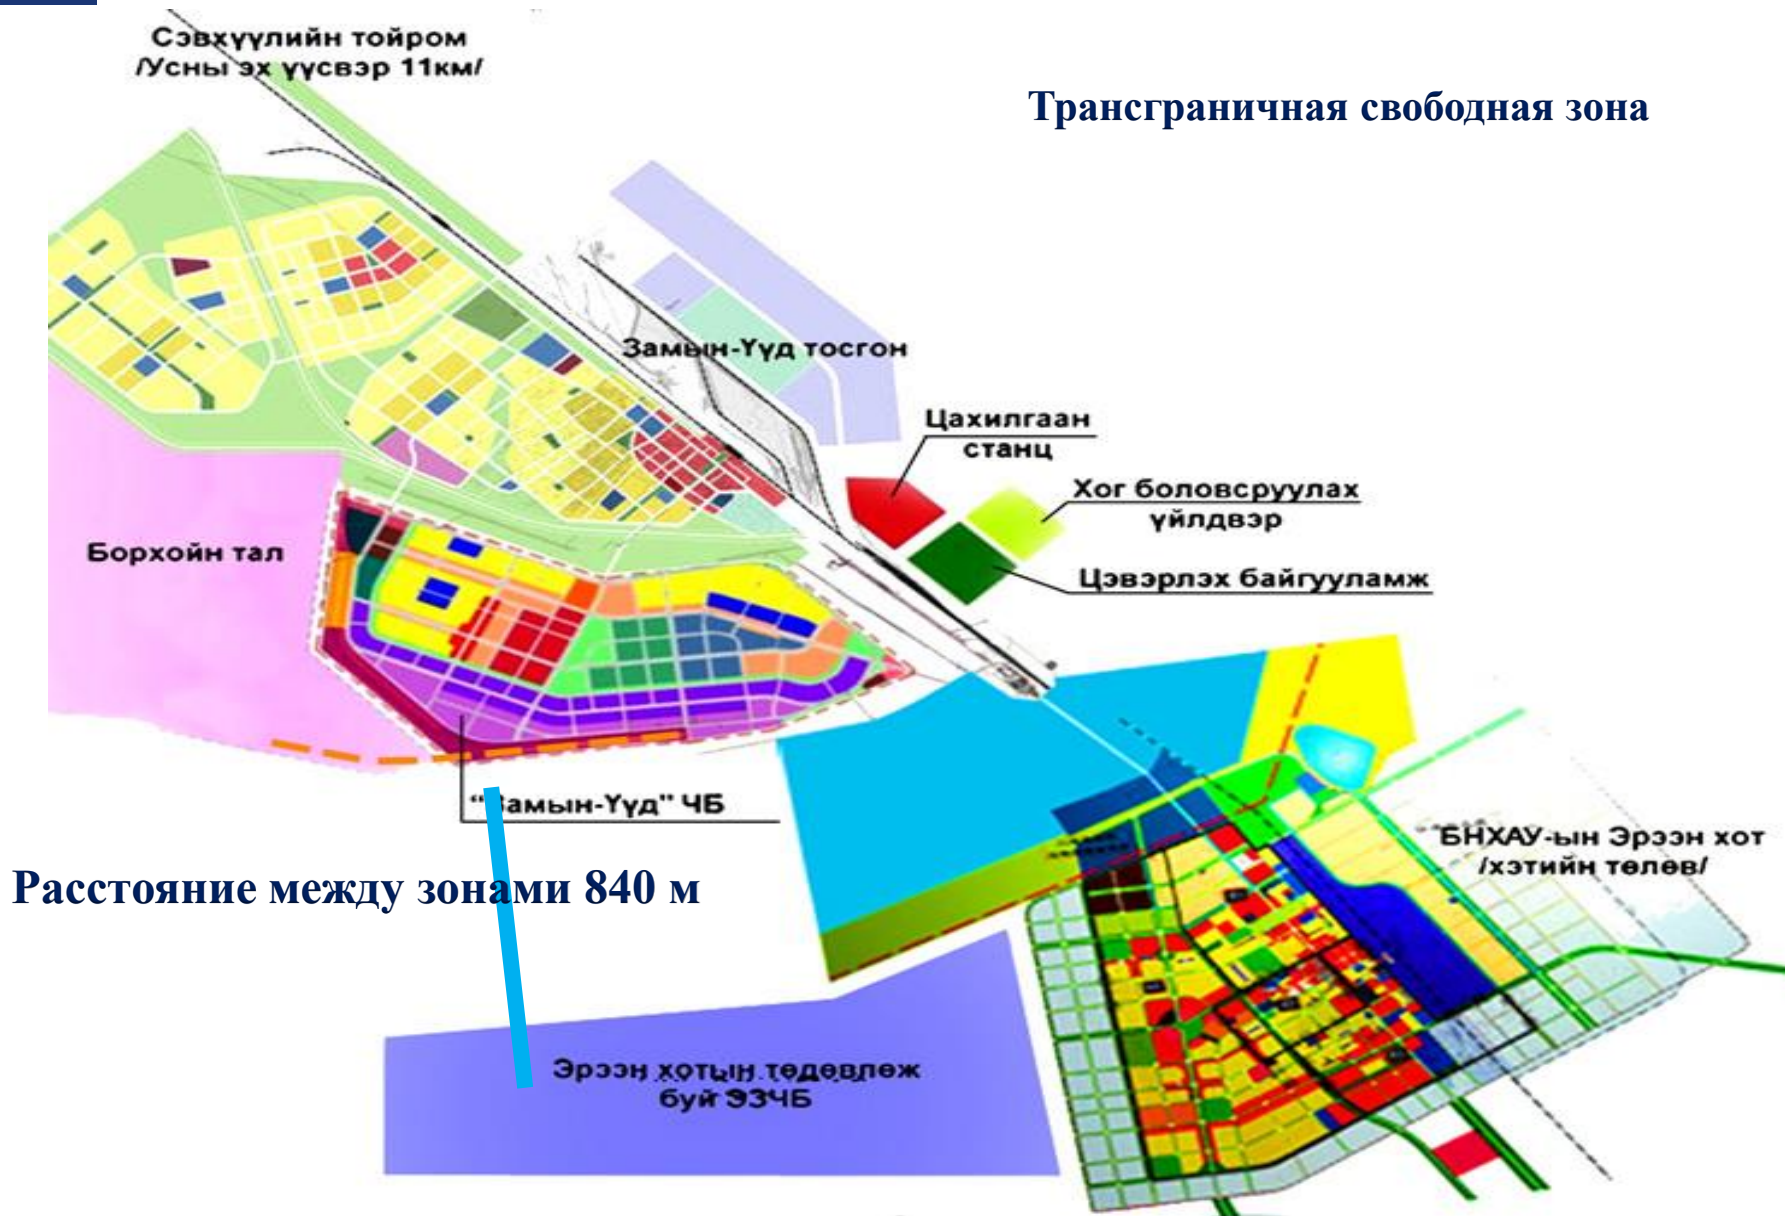 Сэвхүүлийн тойром
/Усны эх үүсвэр 11км/
Трансграничная свободная зона
Замын-Үүд тосгон
Цахилгаан
станц
Хог боловсруулах
үйлдвэр
Борхойн тал
Цэвэрлэх байгууламж
“Замын-Үүд” ЧБ
БНХАУ-ын Эрээн хот
/хэтийн төлөв/
Расстояние между зонами 840 м
Эрээн хотын төдөвлөж
буй ЭЗЧБ